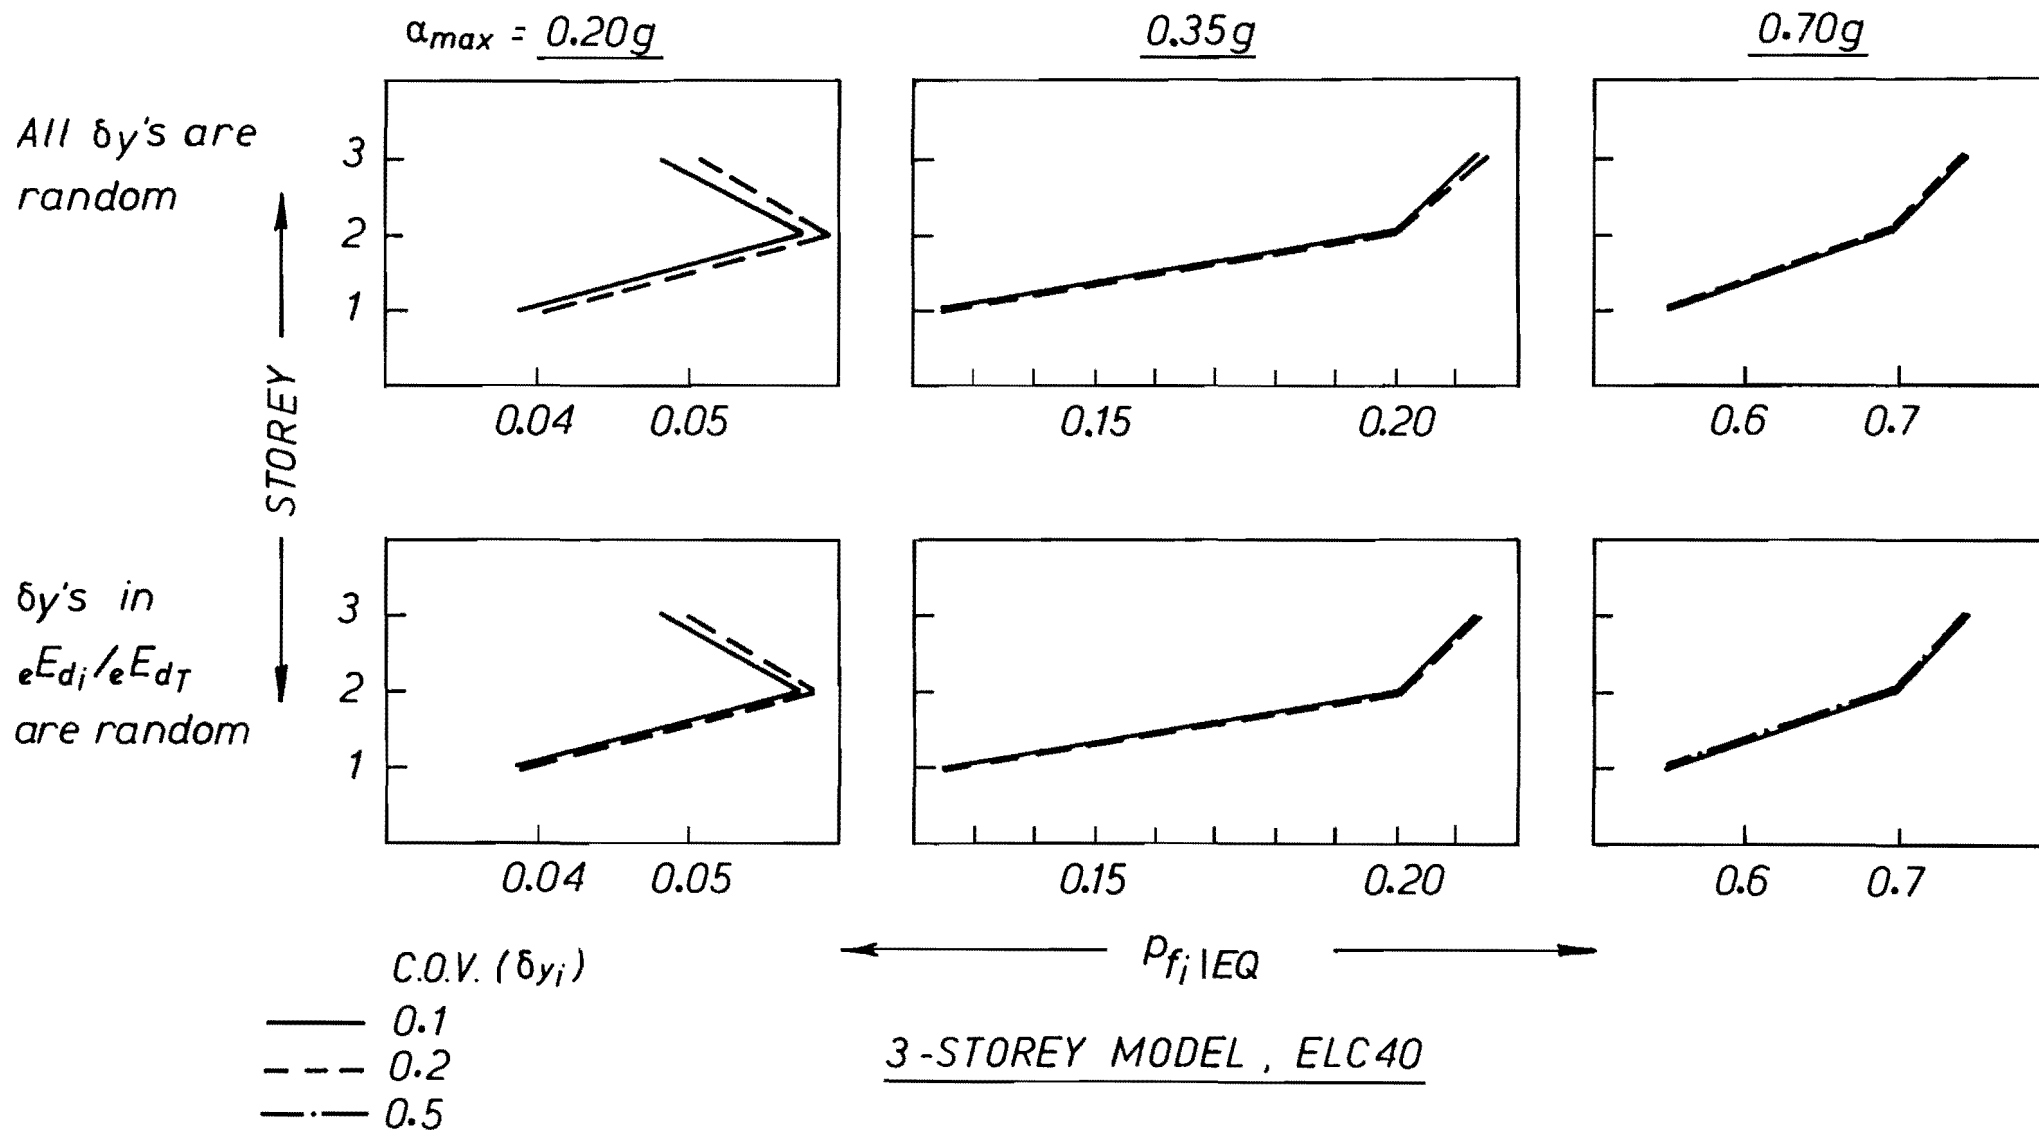 αmax = 0.20g 0.35g 0.70g
All δy's are
random
3
2
1
0.04 0.05 0.15 0.20 0.6 0.7
STOREY
δy's in
eEdi/eEdT
are random
3
2
1
0.04 0.05 0.15 0.20 0.6 0.7
C.O.V. (δyi)
0.1
0.2
0.5
pfi|EQ
3-STOREY MODEL, ELC40